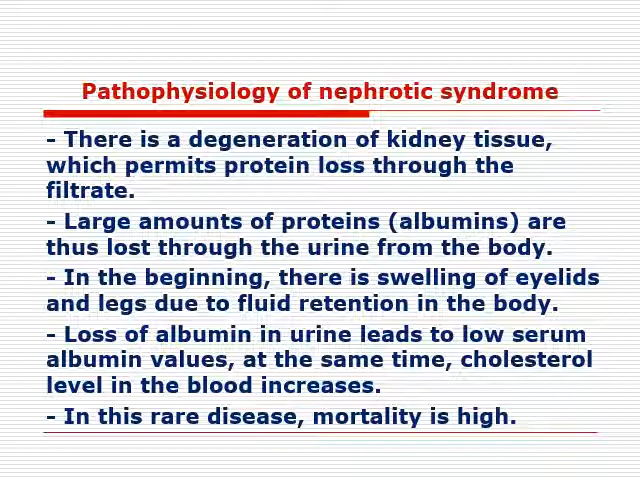 Pathophysiology of nephrotic syndrome
- There is a degeneration of kidney tissue,
which permits protein loss through the
filtrate.
- Large amounts of proteins (albumins) are
thus lost through the urine from the body.
- In the beginning, there is swelling of eyelids
and legs due to fluid retention in the body.
- Loss of albumin in urine leads to low serum
albumin values, at the same time, cholesterol
level in the blood increases.
- In this rare disease, mortality is high.